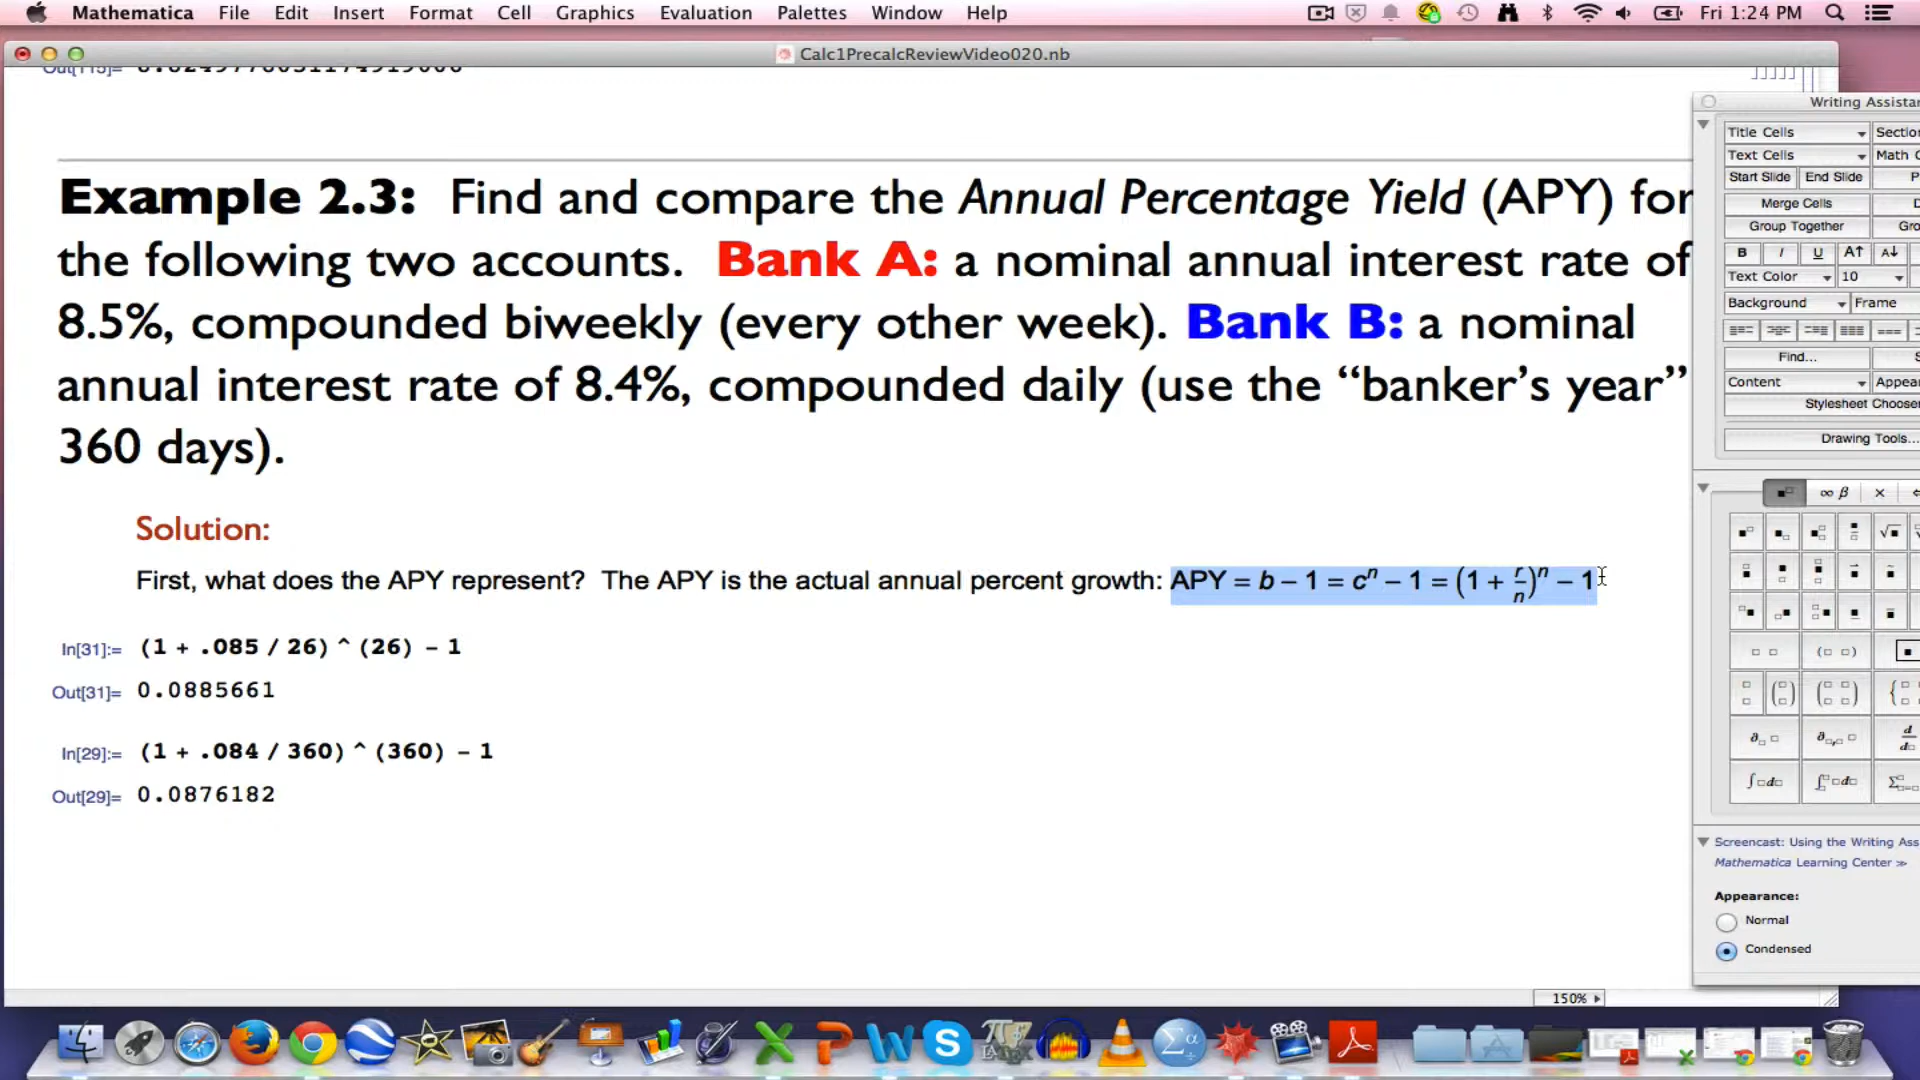 Mathematica File Edit Insert Format Cell Graphics Evaluation Palettes Window Help Fri 1:24 PM
Calc1PrecalcReviewVideo020.nb
Example 2.3: Find and compare the Annual Percentage Yield (APY) for
the following two accounts. Bank A: a nominal annual interest rate of
8.5%, compounded biweekly (every other week). Bank B: a nominal
annual interest rate of 8.4%, compounded daily (use the “banker’s year”
360 days).
Solution:
First, what does the APY represent? The APY is the actual annual percent growth: APY = b − 1 = cⁿ − 1 = (1 + r/n)ⁿ − 1
In[31]:= (1 + .085 / 26) ^ (26) − 1
Out[31]= 0.0885661
In[29]:= (1 + .084 / 360) ^ (360) − 1
Out[29]= 0.0876182
150%
Writing Assistan
Title Cells Section
Text Cells Math C
Start Slide End Slide P
Merge Cells D
Group Together Gro
B I U A↑ A↓
Text Color 10
Background Frame
Find... S
Content Appea
Stylesheet Chooser
Drawing Tools...
∞ β ×
Screencast: Using the Writing Ass
Mathematica Learning Center ≫
Appearance:
Normal
Condensed